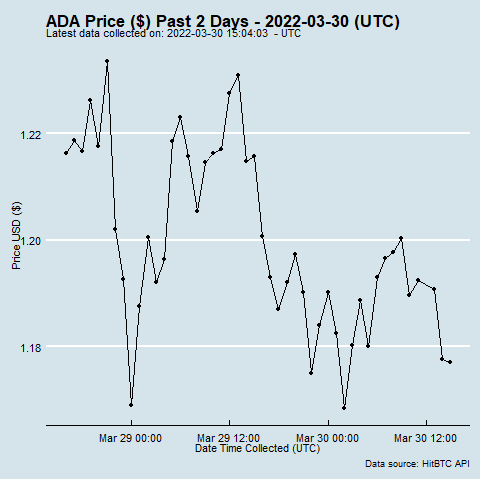 ADA Price ($) Past 2 Days - 2022-03-30 (UTC)
Latest data collected on: 2022-03-30 15:04:03 - UTC
1.22
1.20
1.18
Price USD ($)
Mar 29 00:00 Mar 29 12:00 Mar 30 00:00 Mar 30 12:00
Date Time Collected (UTC)
Data source: HitBTC API